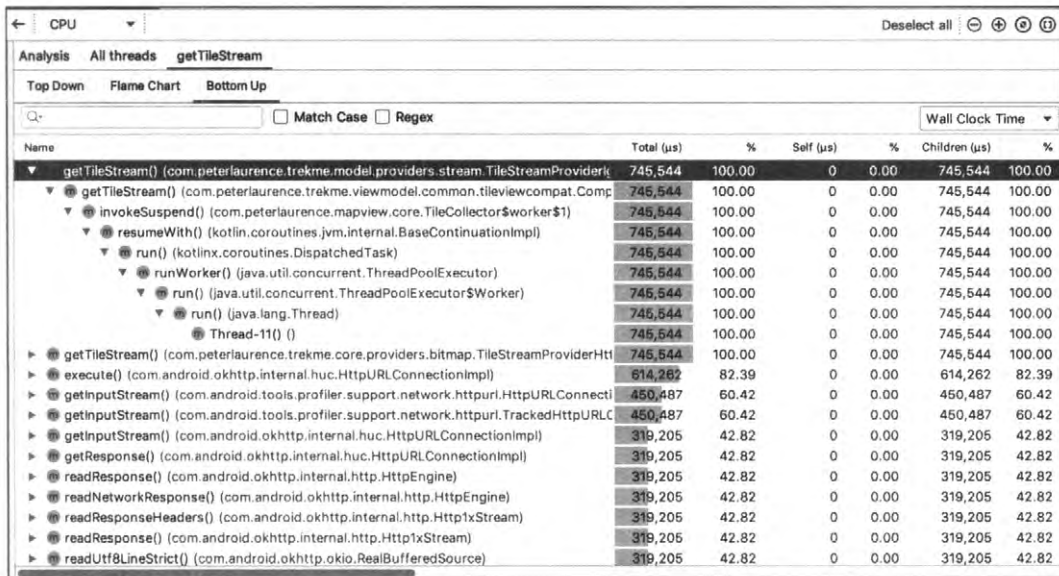 CPU Deselect all
Analysis All threads getTileStream
Top Down Flame Chart Bottom Up
Match Case Regex Wall Clock Time
Name Total (μs) % Self (μs) % Children (μs) %
getTileStream() (com.peterlaurence.trekme.model.providers.stream.TileStreamProvider 745,544 100.00 0 0.00 745,544 100.00
m getTileStream() (com.peterlaurence.trekme.viewmodel.common.tileviewcompat.Comp 745,544 100.00 0 0.00 745,544 100.00
m invokeSuspend() (com.peterlaurence.mapview.core.TileCollector$worker$1) 745,544 100.00 0 0.00 745,544 100.00
m resumeWith() (kotlin.coroutines.jvm.internal.BaseContinuationImpl) 745,544 100.00 0 0.00 745,544 100.00
m run() (kotlinx.coroutines.DispatchedTask) 745,544 100.00 0 0.00 745,544 100.00
m runWorker() (java.util.concurrent.ThreadPoolExecutor) 745,544 100.00 0 0.00 745,544 100.00
m run() (java.util.concurrent.ThreadPoolExecutor$Worker) 745,544 100.00 0 0.00 745,544 100.00
m run() (java.lang.Thread) 745,544 100.00 0 0.00 745,544 100.00
m Thread-11() () 745,544 100.00 0 0.00 745,544 100.00
m getTileStream() (com.peterlaurence.trekme.core.providers.bitmap.TileStreamProviderHtt 745,544 100.00 0 0.00 745,544 100.00
m execute() (com.android.okhttp.internal.huc.HttpURLConnectionImpl) 614,262 82.39 0 0.00 614,262 82.39
m getInputStream() (com.android.tools.profiler.support.network.httpurl.HttpURLConnecti 450,487 60.42 0 0.00 450,487 60.42
m getInputStream() (com.android.tools.profiler.support.network.httpurl.TrackedHttpURLC 450,487 60.42 0 0.00 450,487 60.42
m getInputStream() (com.android.okhttp.internal.huc.HttpURLConnectionImpl) 319,205 42.82 0 0.00 319,205 42.82
m getResponse() (com.android.okhttp.internal.huc.HttpURLConnectionImpl) 319,205 42.82 0 0.00 319,205 42.82
m readResponse() (com.android.okhttp.internal.http.HttpEngine) 319,205 42.82 0 0.00 319,205 42.82
m readNetworkResponse() (com.android.okhttp.internal.http.HttpEngine) 319,205 42.82 0 0.00 319,205 42.82
m readResponseHeaders() (com.android.okhttp.internal.http.Http1xStream) 319,205 42.82 0 0.00 319,205 42.82
m readResponse() (com.android.okhttp.internal.http.Http1xStream) 319,205 42.82 0 0.00 319,205 42.82
m readUtf8LineStrict() (com.android.okhttp.okio.RealBufferedSource) 319,205 42.82 0 0.00 319,205 42.82